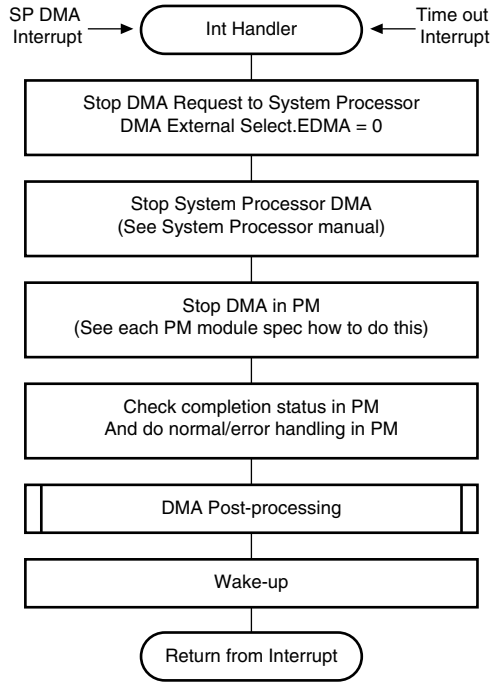 SP DMA
Interrupt
Int Handler
Time out
Interrupt
Stop DMA Request to System Processor
DMA External Select.EDMA = 0
Stop System Processor DMA
(See System Processor manual)
Stop DMA in PM
(See each PM module spec how to do this)
Check completion status in PM
And do normal/error handling in PM
DMA Post-processing
Wake-up
Return from Interrupt